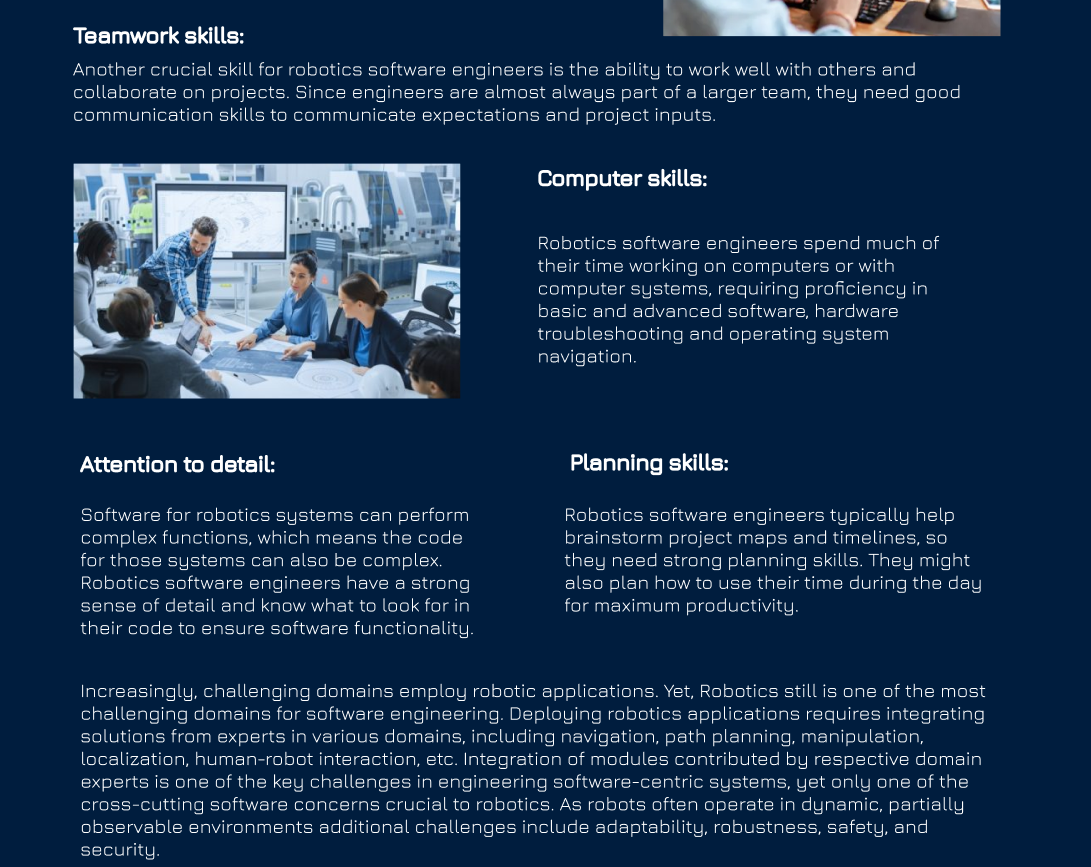 Teamwork skills:
Another crucial skill for robotics software engineers is the ability to work well with others and
collaborate on projects. Since engineers are almost always part of a larger team, they need good
communication skills to communicate expectations and project inputs.
Computer skills:
Robotics software engineers spend much of
their time working on computers or with
computer systems, requiring proficiency in
basic and advanced software, hardware
troubleshooting and operating system
navigation.
Attention to detail:
Software for robotics systems can perform
complex functions, which means the code
for those systems can also be complex.
Robotics software engineers have a strong
sense of detail and know what to look for in
their code to ensure software functionality.
Planning skills:
Robotics software engineers typically help
brainstorm project maps and timelines, so
they need strong planning skills. They might
also plan how to use their time during the day
for maximum productivity.
Increasingly, challenging domains employ robotic applications. Yet, Robotics still is one of the most
challenging domains for software engineering. Deploying robotics applications requires integrating
solutions from experts in various domains, including navigation, path planning, manipulation,
localization, human-robot interaction, etc. Integration of modules contributed by respective domain
experts is one of the key challenges in engineering software-centric systems, yet only one of the
cross-cutting software concerns crucial to robotics. As robots often operate in dynamic, partially
observable environments additional challenges include adaptability, robustness, safety, and
security.